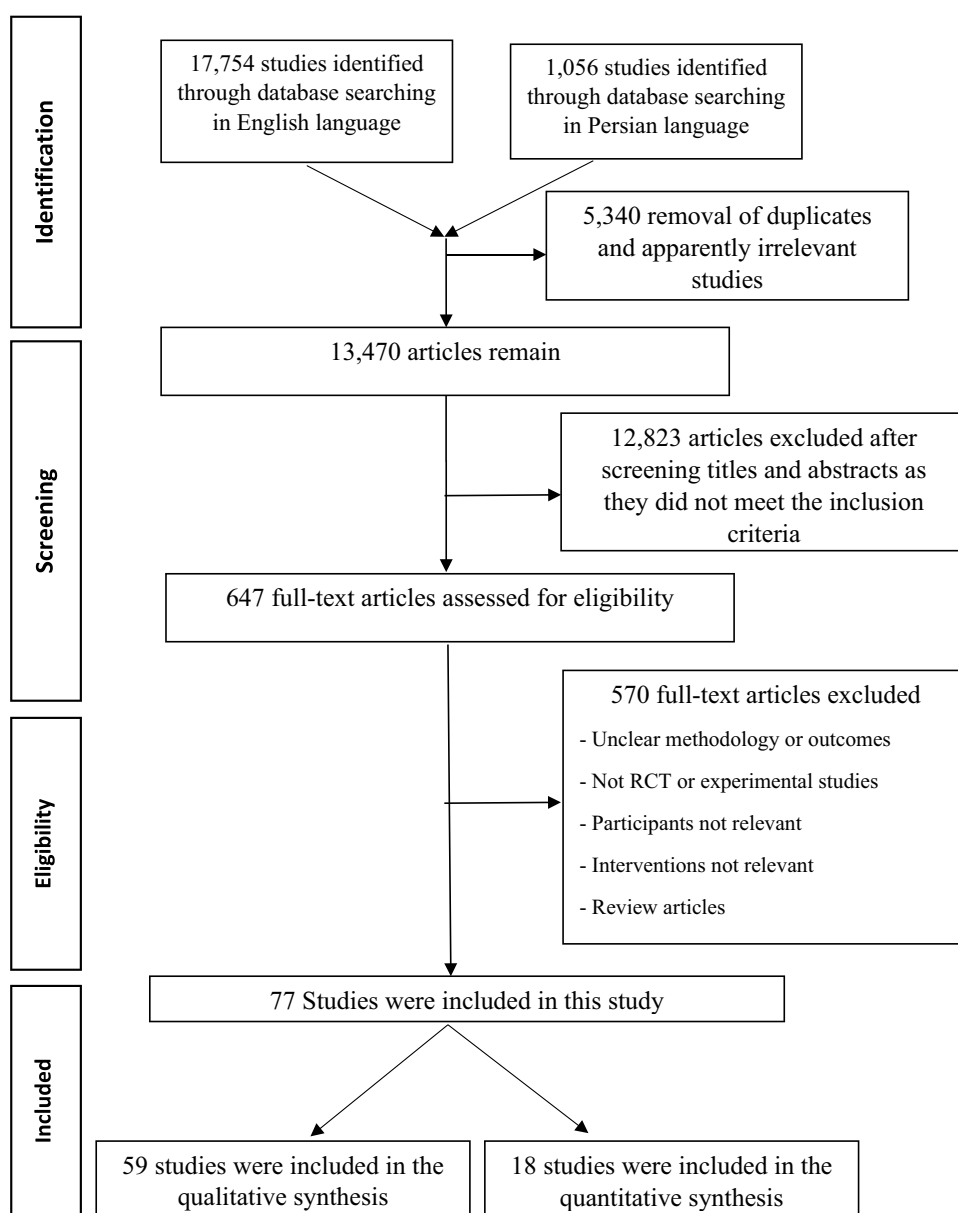 Identification
17,754 studies identified
through database searching
in English language
1,056 studies identified
through database searching
in Persian language
5,340 removal of duplicates
and apparently irrelevant
studies
Screening
13,470 articles remain
12,823 articles excluded after
screening titles and abstracts as
they did not meet the inclusion
criteria
647 full-text articles assessed for eligibility
Eligibility
570 full-text articles excluded
- Unclear methodology or outcomes
- Not RCT or experimental studies
- Participants not relevant
- Interventions not relevant
- Review articles
Included
77 Studies were included in this study
59 studies were included in the
qualitative synthesis
18 studies were included in the
quantitative synthesis